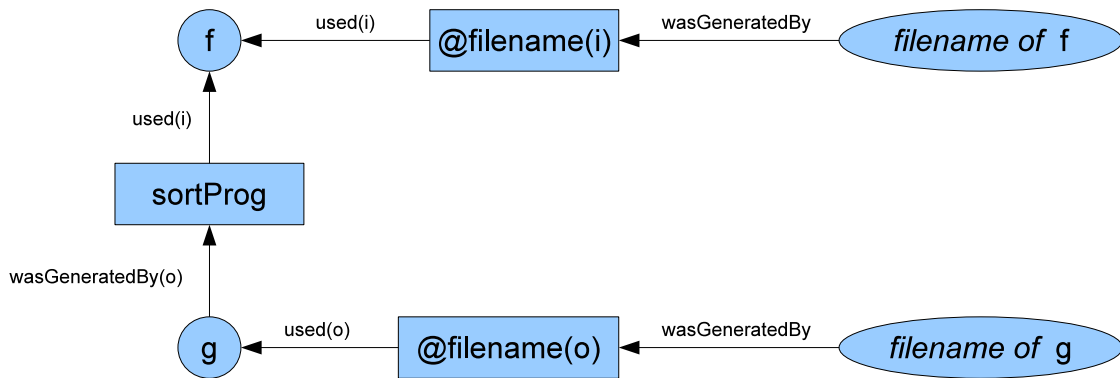 f
used(i)
@filename(i)
wasGeneratedBy
filename of f
used(i)
sortProg
wasGeneratedBy(o)
g
used(o)
@filename(o)
wasGeneratedBy
filename of g